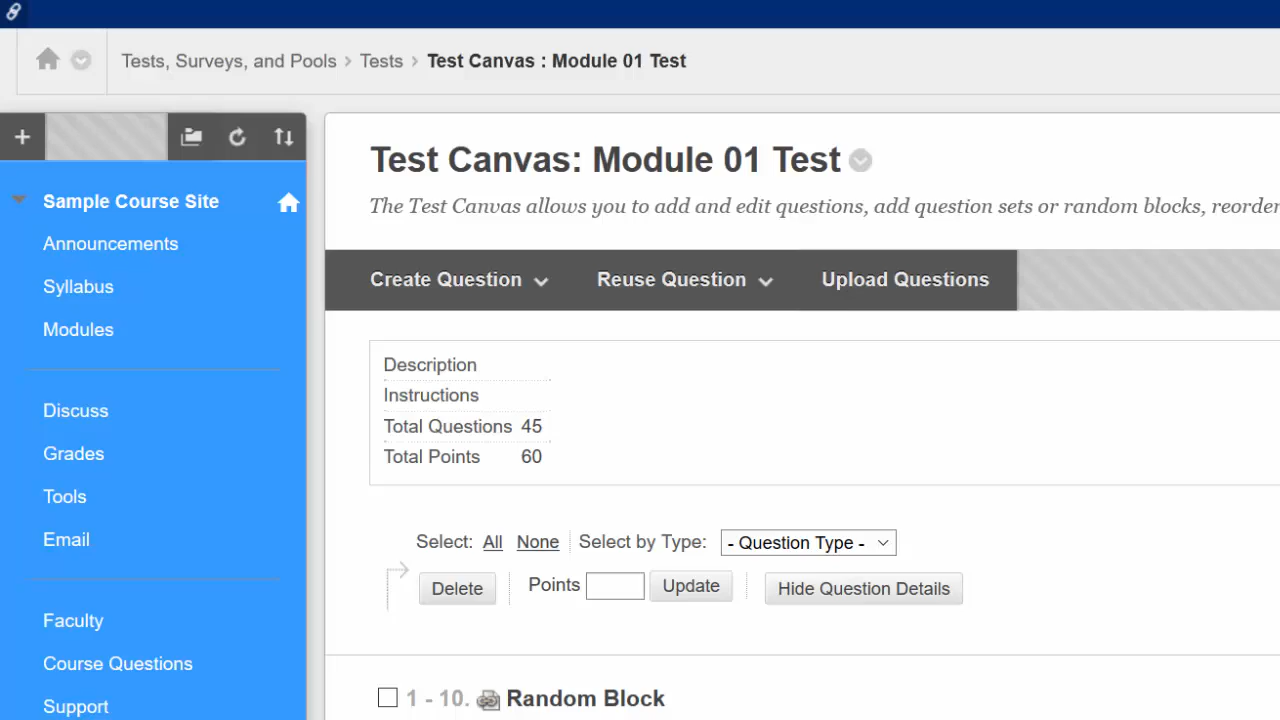 Tests, Surveys, and Pools > Tests > Test Canvas : Module 01 Test
Sample Course Site
Announcements
Syllabus
Modules
Discuss
Grades
Tools
Email
Faculty
Course Questions
Support
Test Canvas: Module 01 Test
The Test Canvas allows you to add and edit questions, add question sets or random blocks, reorder
Create Question Reuse Question Upload Questions
Description
Instructions
Total Questions 45
Total Points 60
Select: All None Select by Type: - Question Type -
Delete Points Update Hide Question Details
1 - 10. Random Block